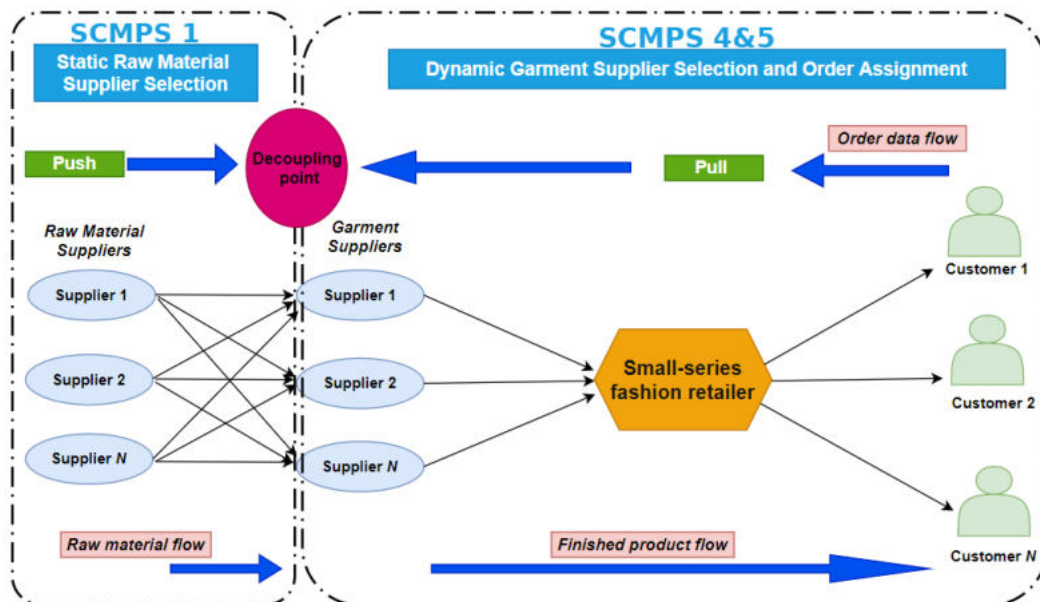 SCMPS 1
Static Raw Material
Supplier Selection
SCMPS 4&5
Dynamic Garment Supplier Selection and Order Assignment
Push
Decoupling
point
Pull
Order data flow
Raw Material
Suppliers
Garment
Suppliers
Supplier 1
Supplier 2
Supplier N
Supplier 1
Supplier 2
Supplier N
Small-series
fashion retailer
Customer 1
Customer 2
Customer N
Raw material flow
Finished product flow